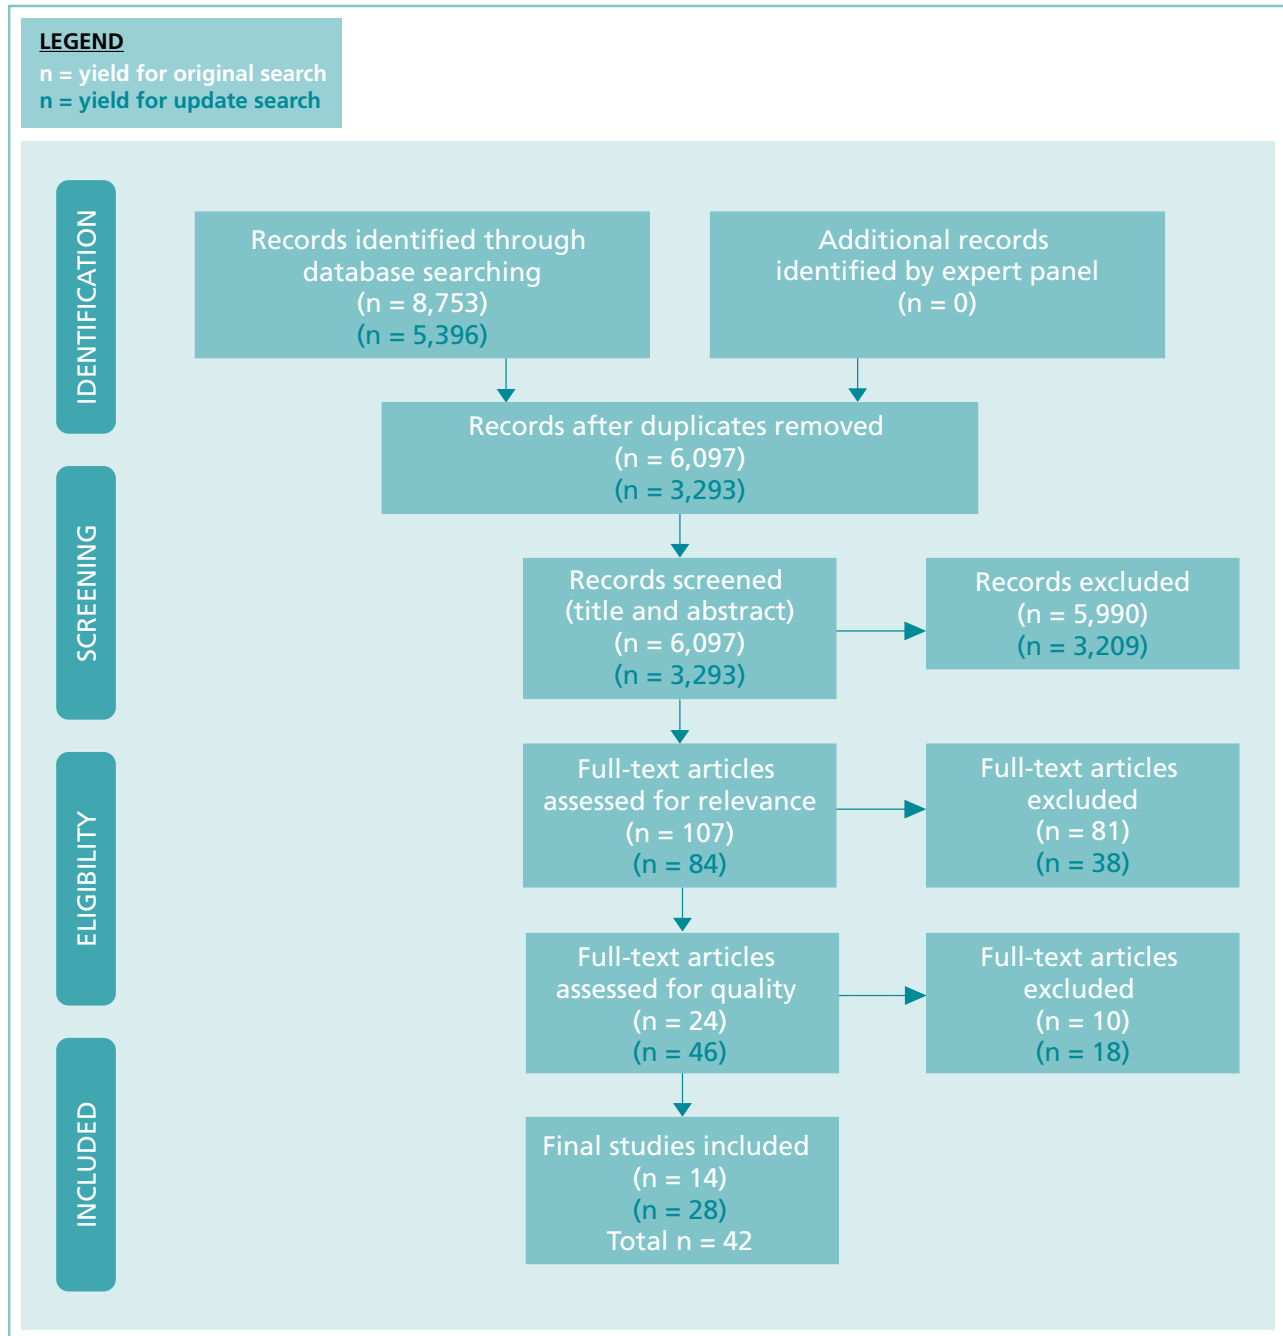 LEGEND
n = yield for original search
n = yield for update search
IDENTIFICATION
Records identified through
database searching
(n = 8,753)
(n = 5,396)
Additional records
identified by expert panel
(n = 0)
Records after duplicates removed
(n = 6,097)
(n = 3,293)
SCREENING
Records screened
(title and abstract)
(n = 6,097)
(n = 3,293)
Records excluded
(n = 5,990)
(n = 3,209)
ELIGIBILITY
Full-text articles
assessed for relevance
(n = 107)
(n = 84)
Full-text articles
excluded
(n = 81)
(n = 38)
Full-text articles
assessed for quality
(n = 24)
(n = 46)
Full-text articles
excluded
(n = 10)
(n = 18)
INCLUDED
Final studies included
(n = 14)
(n = 28)
Total n = 42